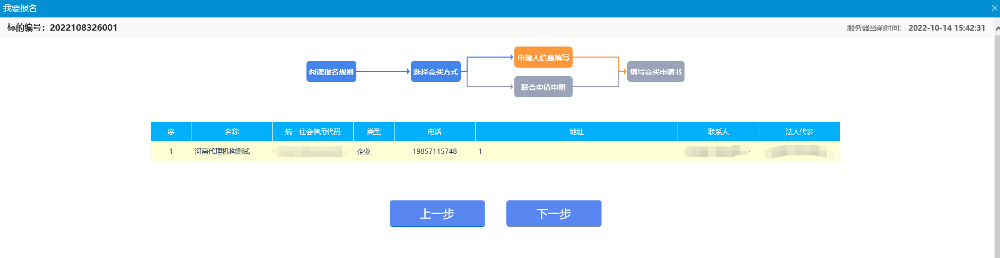 我要报名
标的编号：2022108326001 服务器当前时间： 2022-10-14 15:42:31
申请人信息填写
阅读报名规则 选择竞买方式 填写竞买申请书
联合申请申明
序 名称 统一社会信用代码 类型 电话 地址 联系人 法人代表
1 河南代理机构测试 企业 19857115748 1
上一步 下一步